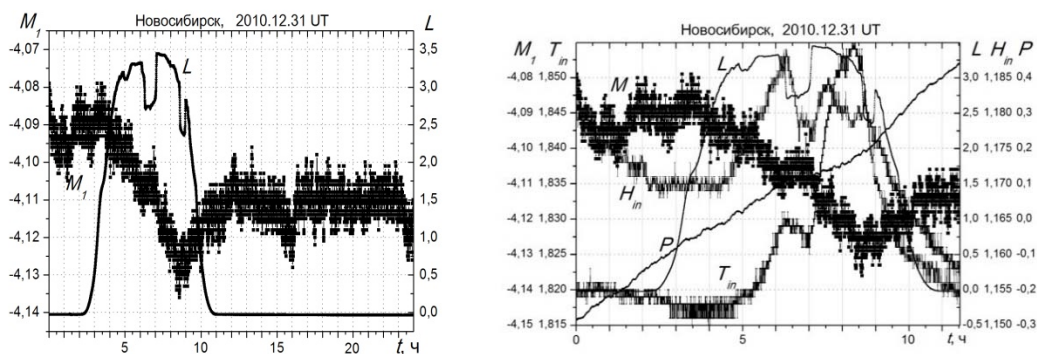 Новосибирск, 2010.12.31 UT
M1
L
-4,07
-4,08
-4,09
-4,10
-4,11
-4,12
-4,13
-4,14
3,5
3,0
2,5
2,0
1,5
1,0
0,5
0,0
L
M1
5 10 15 20 t, ч
Новосибирск, 2010.12.31 UT
M1 Tin L Hin P
-4,08 1,850 3,0 1,185 0,4
-4,09 1,845 2,5 1,180 0,3
-4,10 1,840 2,0 1,175 0,2
-4,11 1,835 1,5 1,170 0,1
-4,12 1,830 1,0 1,165 0,0
-4,13 1,825 0,5 1,160 -0,1
-4,14 1,820 0,0 1,155 -0,2
-4,15 1,815 -0,5 1,150 -0,3
L
M
Hin
P
Tin
0 5 10 t, ч